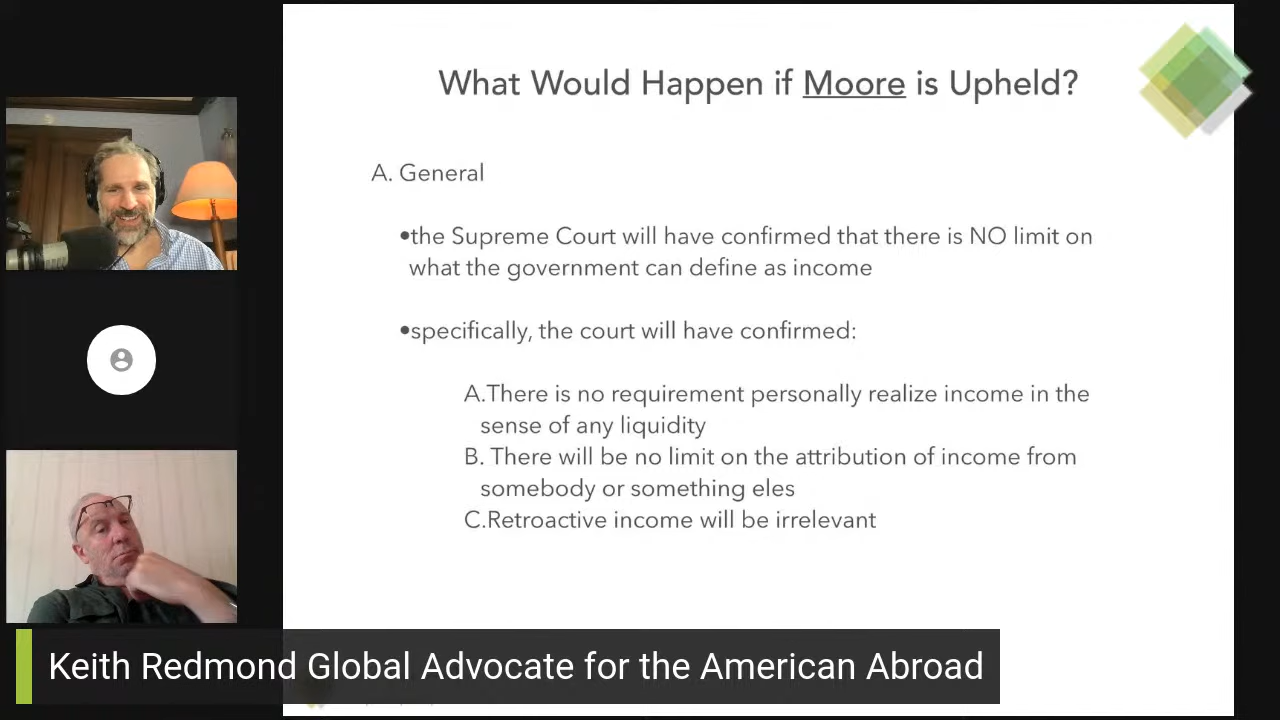 What Would Happen if Moore is Upheld?
A. General
•the Supreme Court will have confirmed that there is NO limit on
what the government can define as income
•specifically, the court will have confirmed:
A.There is no requirement personally realize income in the
sense of any liquidity
B. There will be no limit on the attribution of income from
somebody or something eles
C.Retroactive income will be irrelevant
Keith Redmond Global Advocate for the American Abroad